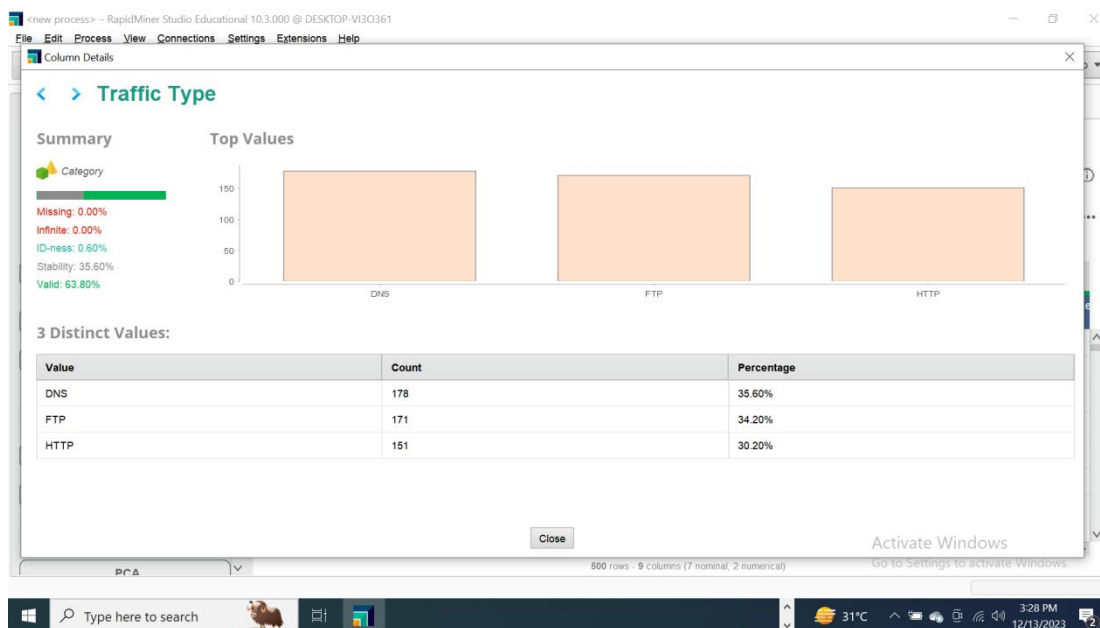 <new process> – RapidMiner Studio Educational 10.3.000 @ DESKTOP-VI3O361
File Edit Process View Connections Settings Extensions Help
Column Details
Traffic Type
Summary
Top Values
Category
Missing: 0.00%
Infinite: 0.00%
ID-ness: 0.60%
Stability: 35.60%
Valid: 63.80%
150
100
50
0
DNS FTP HTTP
3 Distinct Values:
Value Count Percentage
DNS 178 35.60%
FTP 171 34.20%
HTTP 151 30.20%
Close
Activate Windows
Go to Settings to activate Windows.
PCA
500 rows - 9 columns (7 nominal, 2 numerical)
Type here to search
31°C
3:28 PM
12/13/2023
2